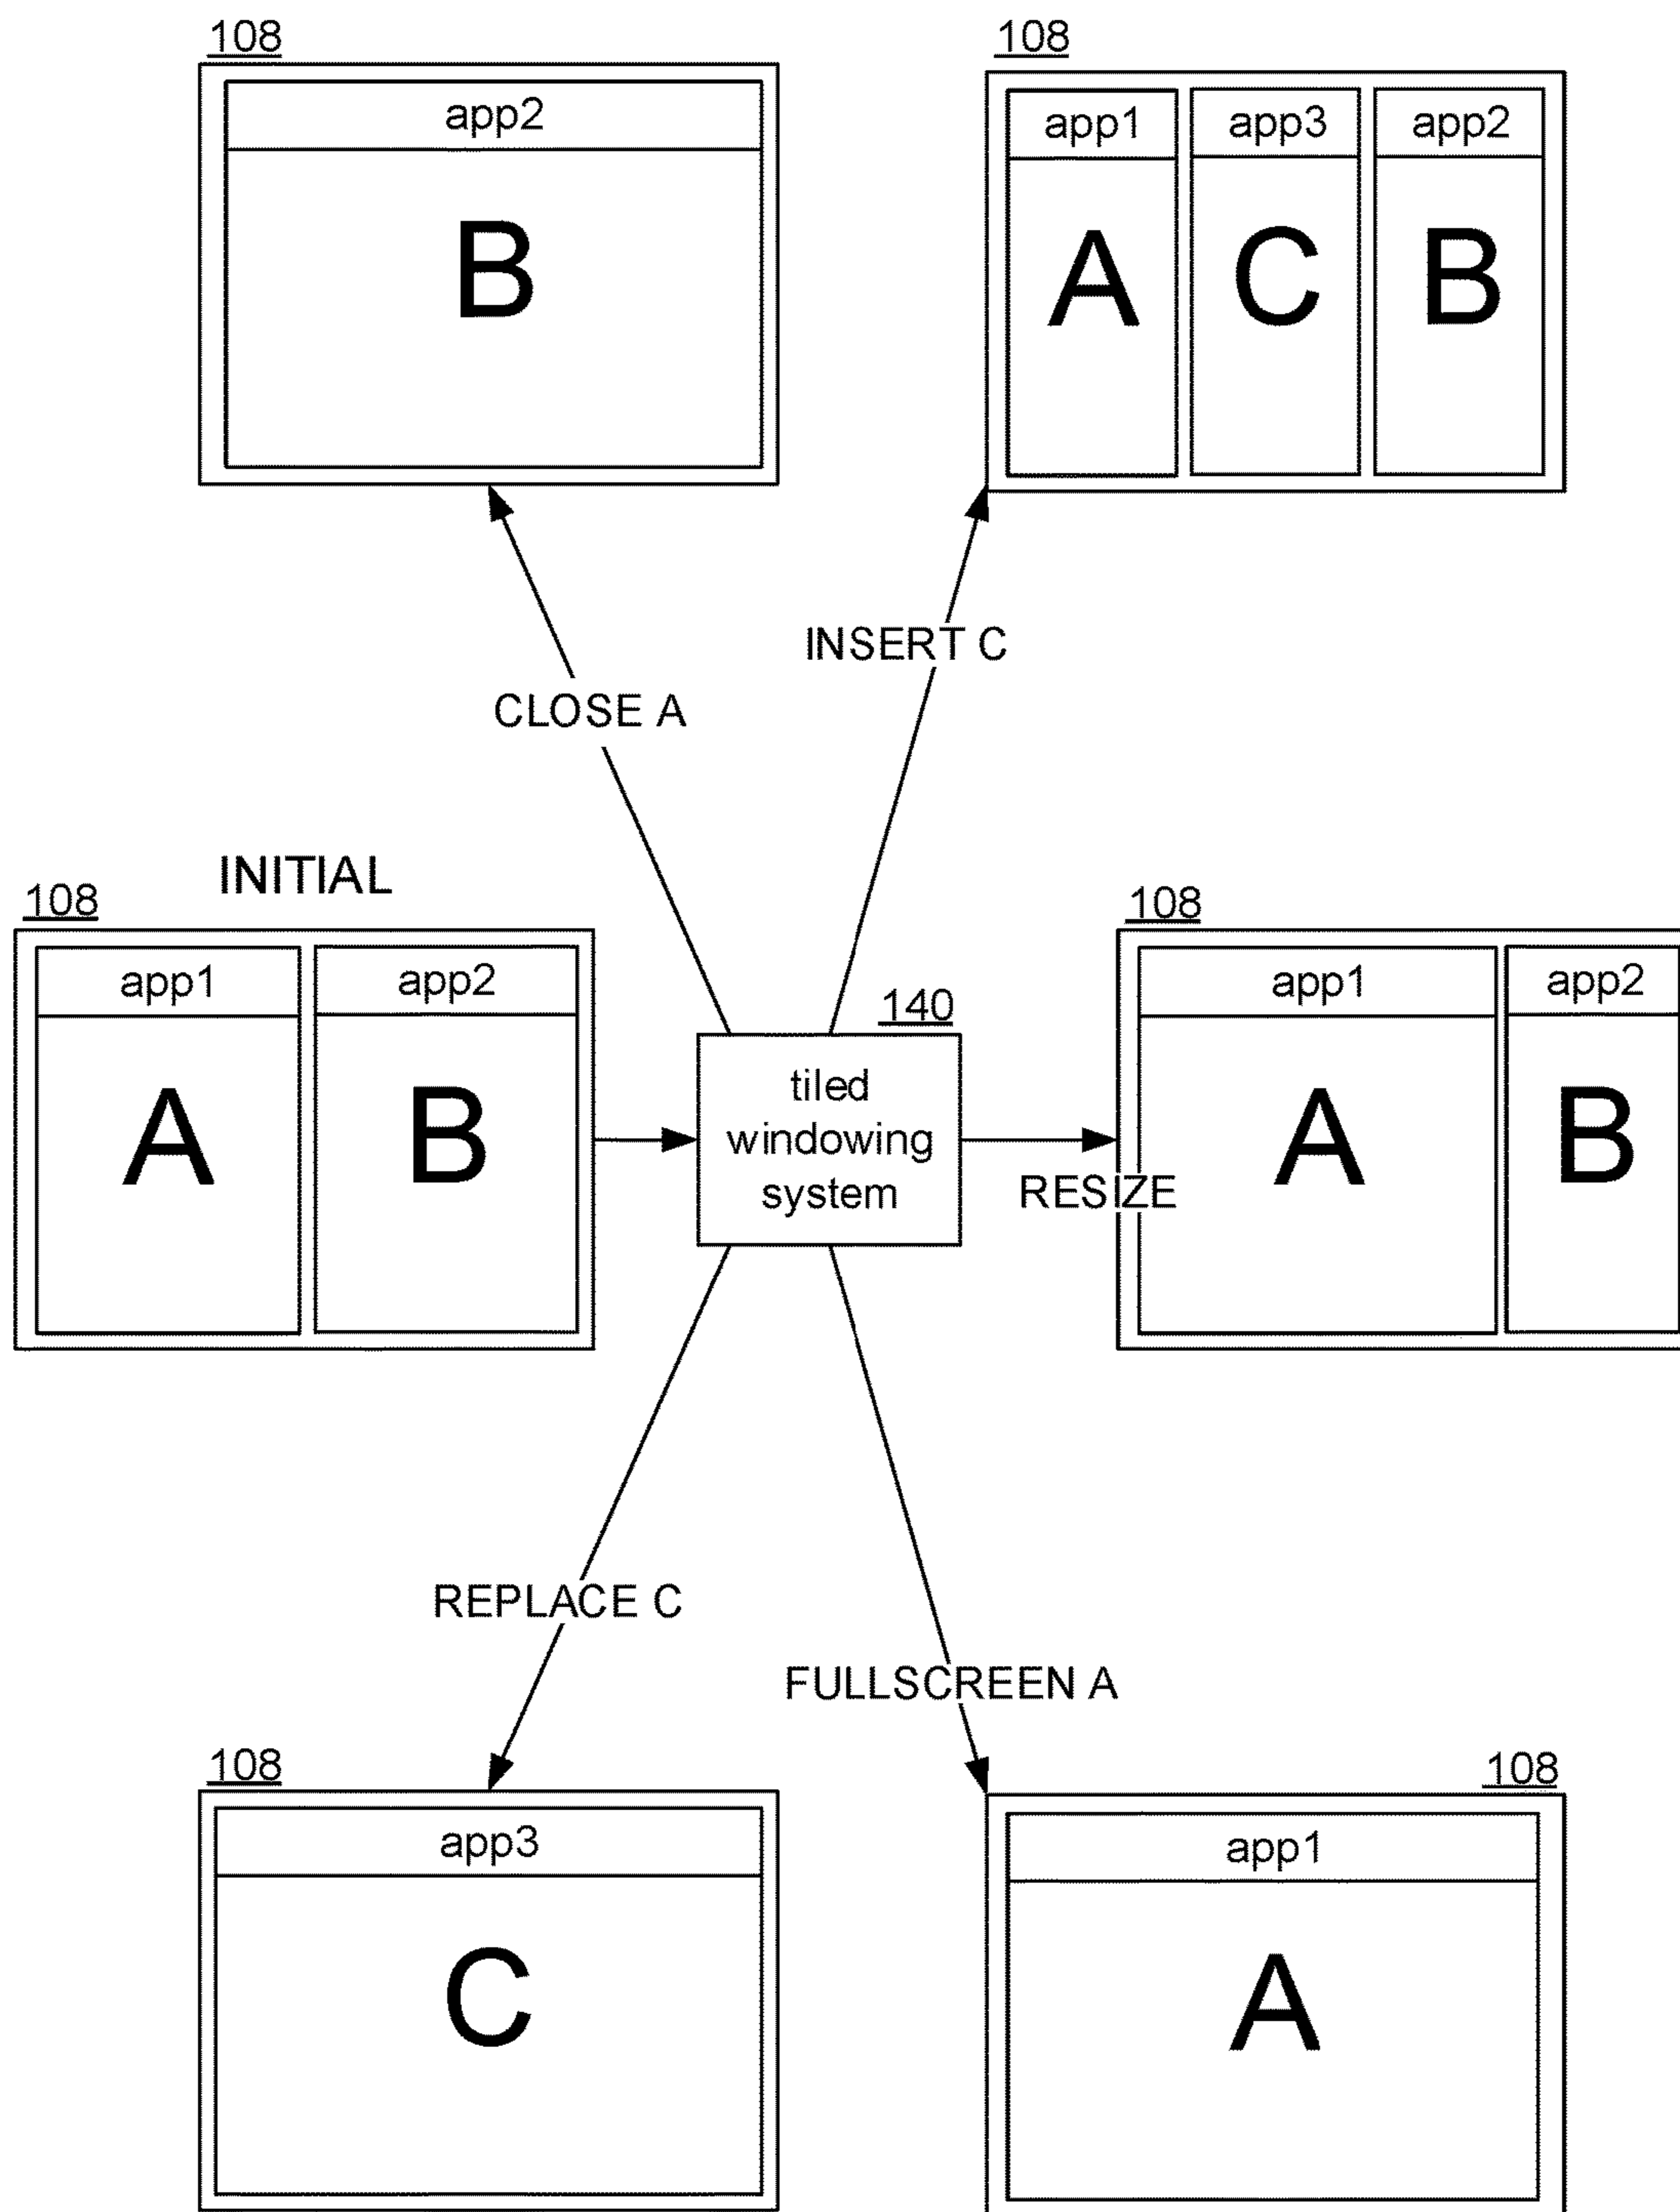 108
app2
B
108
app1 app3 app2
A C B
INSERT C
CLOSE A
INITIAL
108
app1 app2
A B
140
tiled
windowing
system
108
app1 app2
A B
RESIZE
REPLACE C
FULLSCREEN A
108
app3
C
108
app1
A